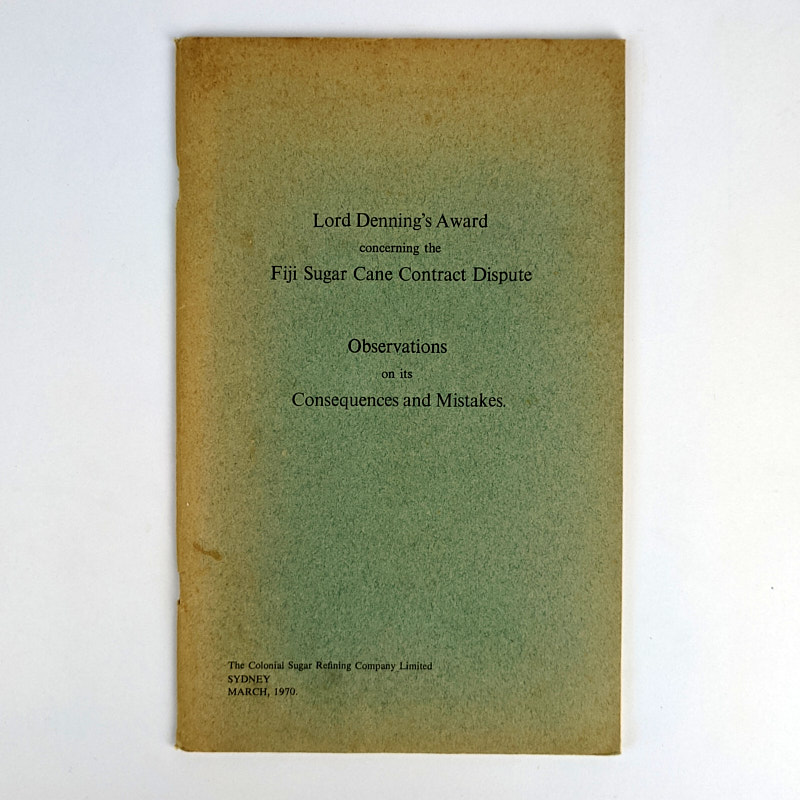 Lord Denning's Award
concerning the
Fiji Sugar Cane Contract Dispute
Observations
on its
Consequences and Mistakes.
The Colonial Sugar Refining Company Limited
SYDNEY
MARCH, 1970.